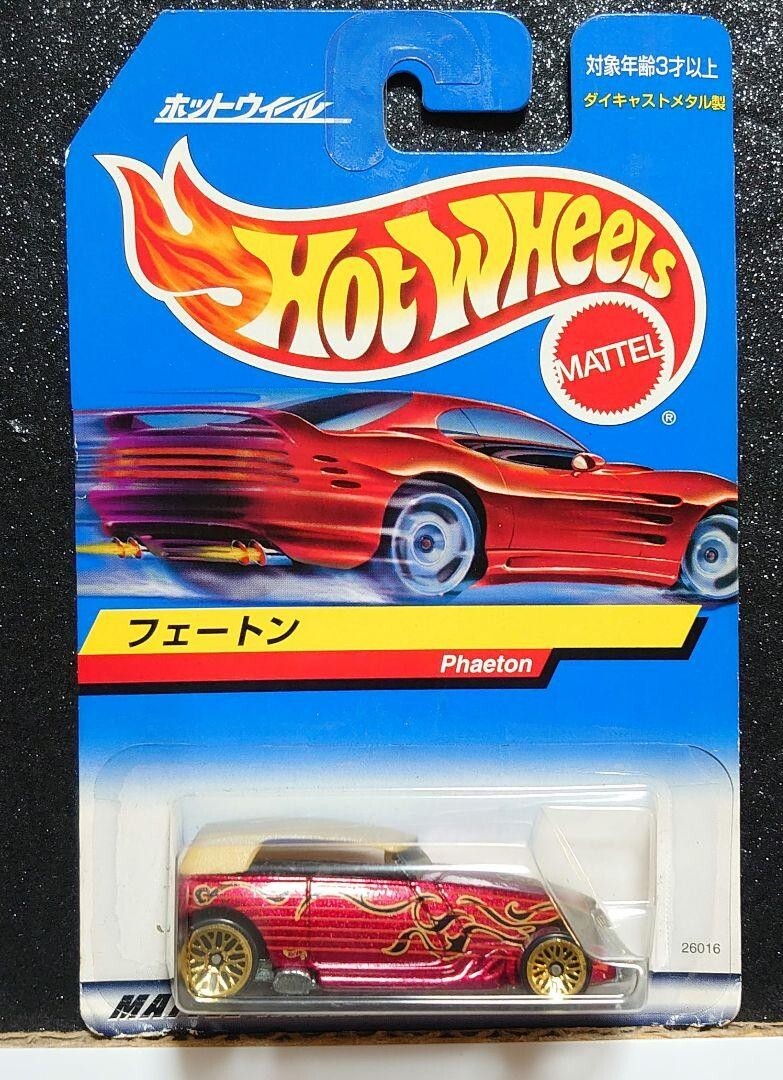 対象年齢3才以上
ダイキャストメタル製
ホットウィール
Hot Wheels
MATTEL
®
フェートン
Phaeton
26016